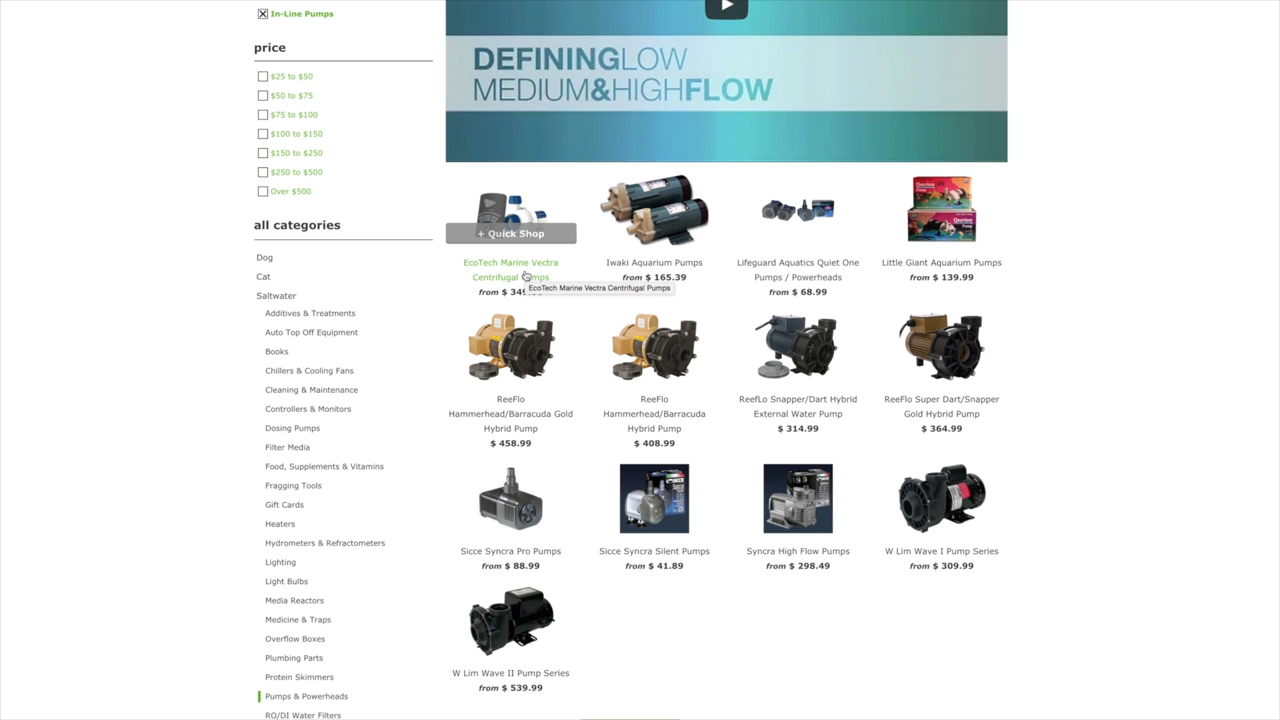 In-Line Pumps
price
$25 to $50
$50 to $75
$75 to $100
$100 to $150
$150 to $250
$250 to $500
Over $500
all categories
Dog
Cat
Saltwater
Additives & Treatments
Auto Top Off Equipment
Books
Chillers & Cooling Fans
Cleaning & Maintenance
Controllers & Monitors
Dosing Pumps
Filter Media
Food, Supplements & Vitamins
Fragging Tools
Gift Cards
Heaters
Hydrometers & Refractometers
Lighting
Light Bulbs
Media Reactors
Medicine & Traps
Overflow Boxes
Plumbing Parts
Protein Skimmers
Pumps & Powerheads
RO/DI Water Filters
DEFININGLOW
MEDIUM&HIGHFLOW
+ Quick Shop
EcoTech Marine Vectra
Centrifugal
from $
EcoTech Marine Vectra Centrifugal Pumps
Iwaki Aquarium Pumps
from $ 165.39
Lifeguard Aquatics Quiet One
Pumps / Powerheads
from $ 68.99
Little Giant Aquarium Pumps
from $ 139.99
ReeFlo
Hammerhead/Barracuda Gold
Hybrid Pump
$ 458.99
ReeFlo
Hammerhead/Barracuda
Hybrid Pump
$ 408.99
ReefLo Snapper/Dart Hybrid
External Water Pump
$ 314.99
ReeFlo Super Dart/Snapper
Gold Hybrid Pump
$ 364.99
Sicce Syncra Pro Pumps
from $ 88.99
Sicce Syncra Silent Pumps
from $ 41.89
Syncra High Flow Pumps
from $ 298.49
W Lim Wave I Pump Series
from $ 309.99
W Lim Wave II Pump Series
from $ 539.99